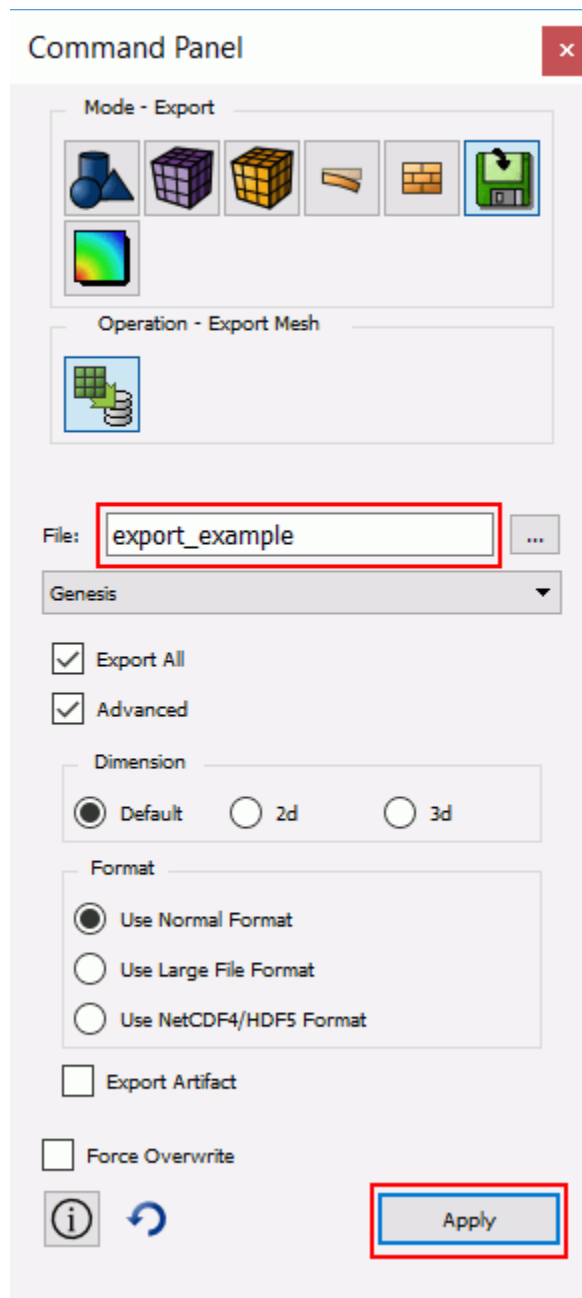 Command Panel
Mode - Export
Operation - Export Mesh
File: export_example ...
Genesis
Export All
Advanced
Dimension
Default 2d 3d
Format
Use Normal Format
Use Large File Format
Use NetCDF4/HDF5 Format
Export Artifact
Force Overwrite
Apply